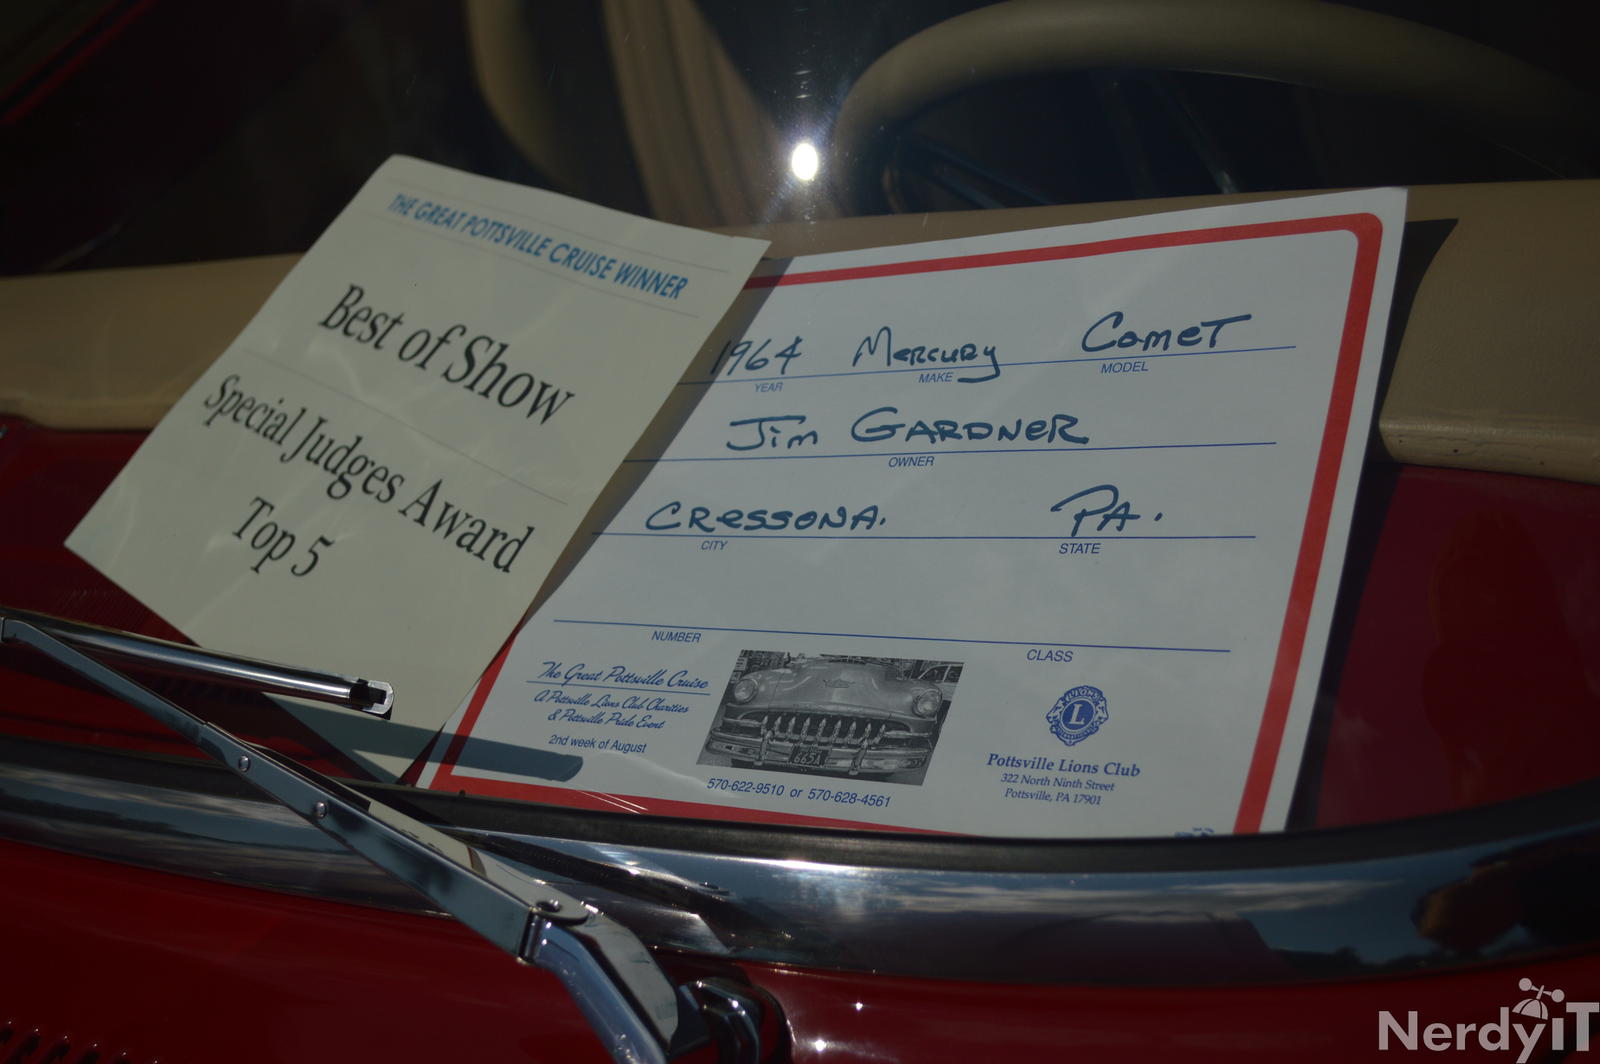 THE GREAT POTTSVILLE CRUISE WINNER
Best of Show
Special Judges Award
Top 5
1964 Mercury Comet
YEAR MAKE MODEL
Jim GARDNER
OWNER
CRESSONA. PA.
CITY STATE
NUMBER CLASS
The Great Pottsville Cruise
A Pottsville Lions Club Charities
& Pottsville Pride Event
2nd week of August
570-622-9510 or 570-628-4561
LIONS
L
INTERNATIONAL
Pottsville Lions Club
322 North Ninth Street
Pottsville, PA 17901
NerdyiT